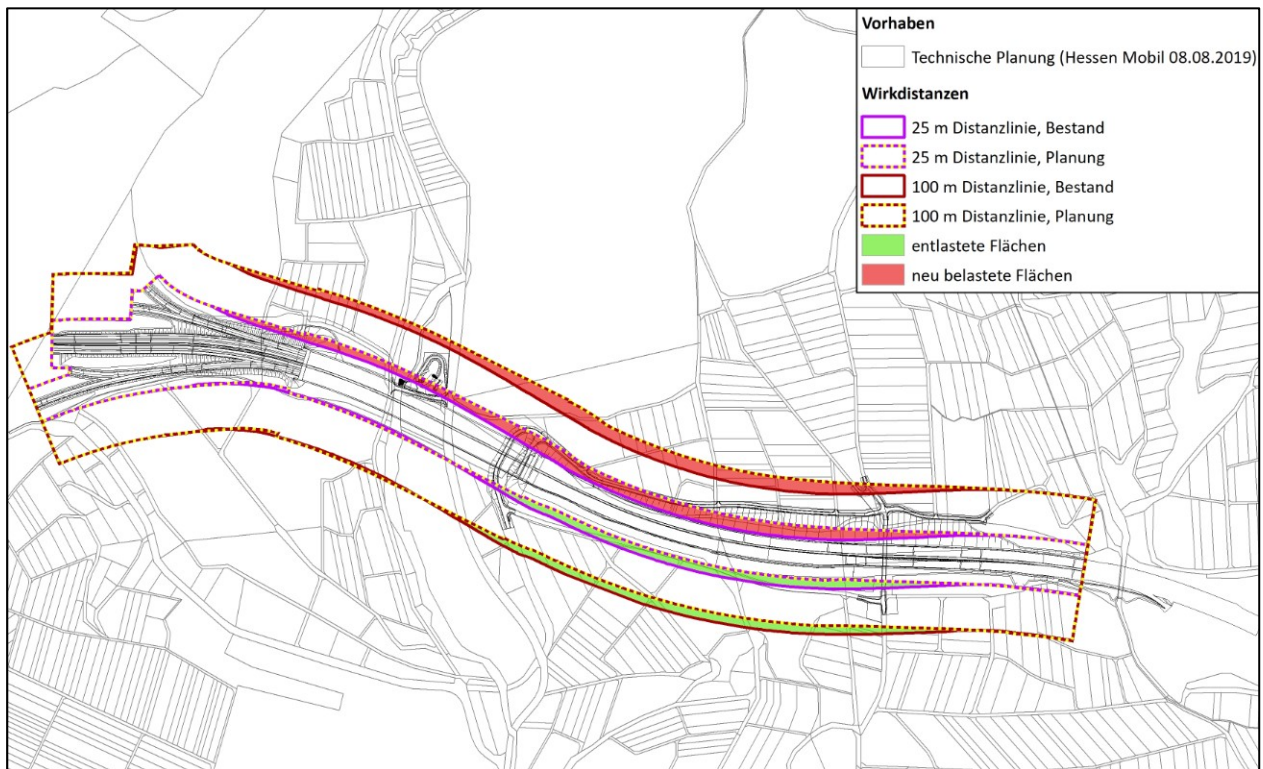 Vorhaben
Technische Planung (Hessen Mobil 08.08.2019)
Wirkdistanzen
25 m Distanzlinie, Bestand
25 m Distanzlinie, Planung
100 m Distanzlinie, Bestand
100 m Distanzlinie, Planung
entlastete Flächen
neu belastete Flächen